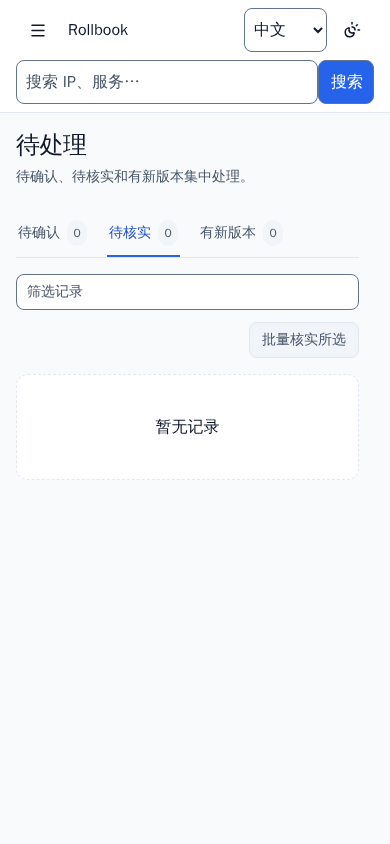 Rollbook
中文
搜索 IP、服务…
搜索
待处理
待确认、待核实和有新版本集中处理。
待确认 0 待核实 0 有新版本 0
筛选记录
批量核实所选
暂无记录